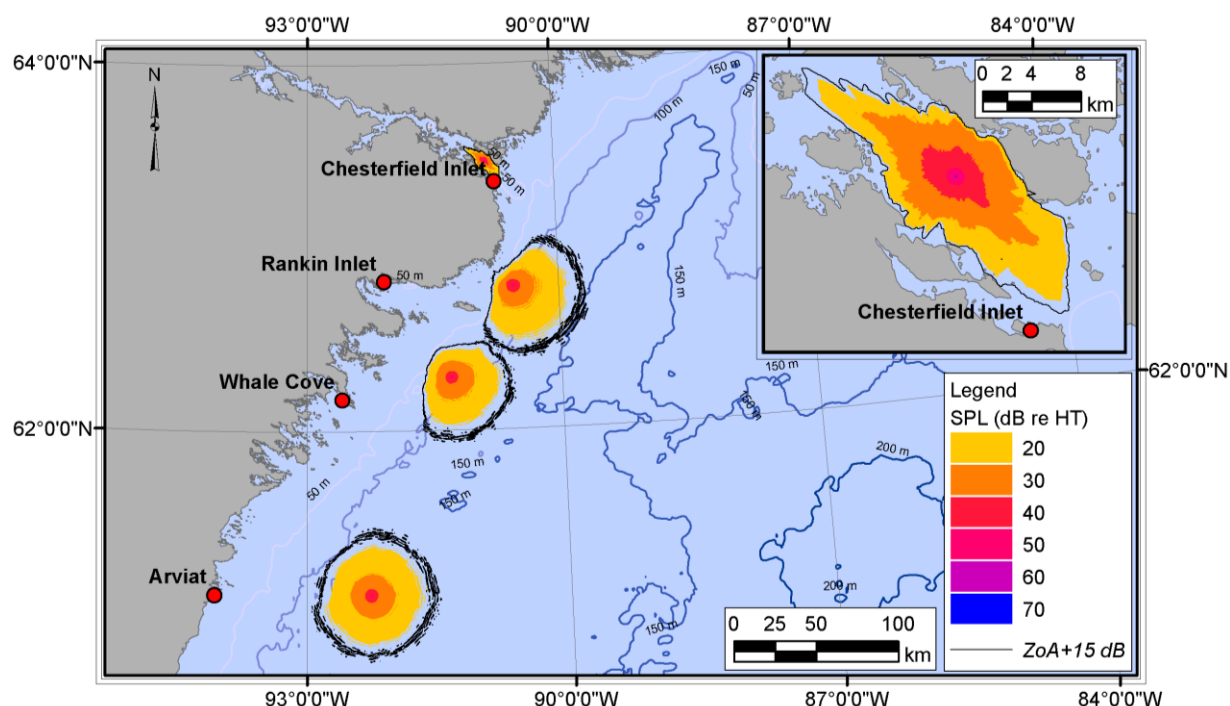 93°0'0"W 90°0'0"W 87°0'0"W 84°0'0"W
64°0'0"N
N
150 m
50 m
100 m
0 2 4 8
km
50 m
50 m
Chesterfield Inlet
Rankin Inlet
50 m
150 m
Chesterfield Inlet
Whale Cove
150 m
150 m
62°0'0"N
62°0'0"N
Legend
SPL (dB re HT)
20
30
40
50
60
70
ZoA+15 dB
200 m
150 m
150 m
50 m
Arviat
200 m
150 m
0 25 50 100
km
93°0'0"W 90°0'0"W 87°0'0"W 84°0'0"W